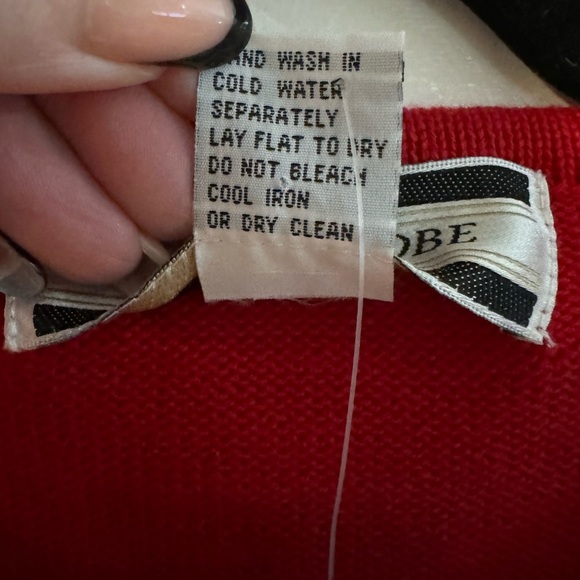 HAND WASH IN
COLD WATER
SEPARATELY
LAY FLAT TO DRY
DO NOT BLEACH
COOL IRON
OR DRY CLEAN
OBE